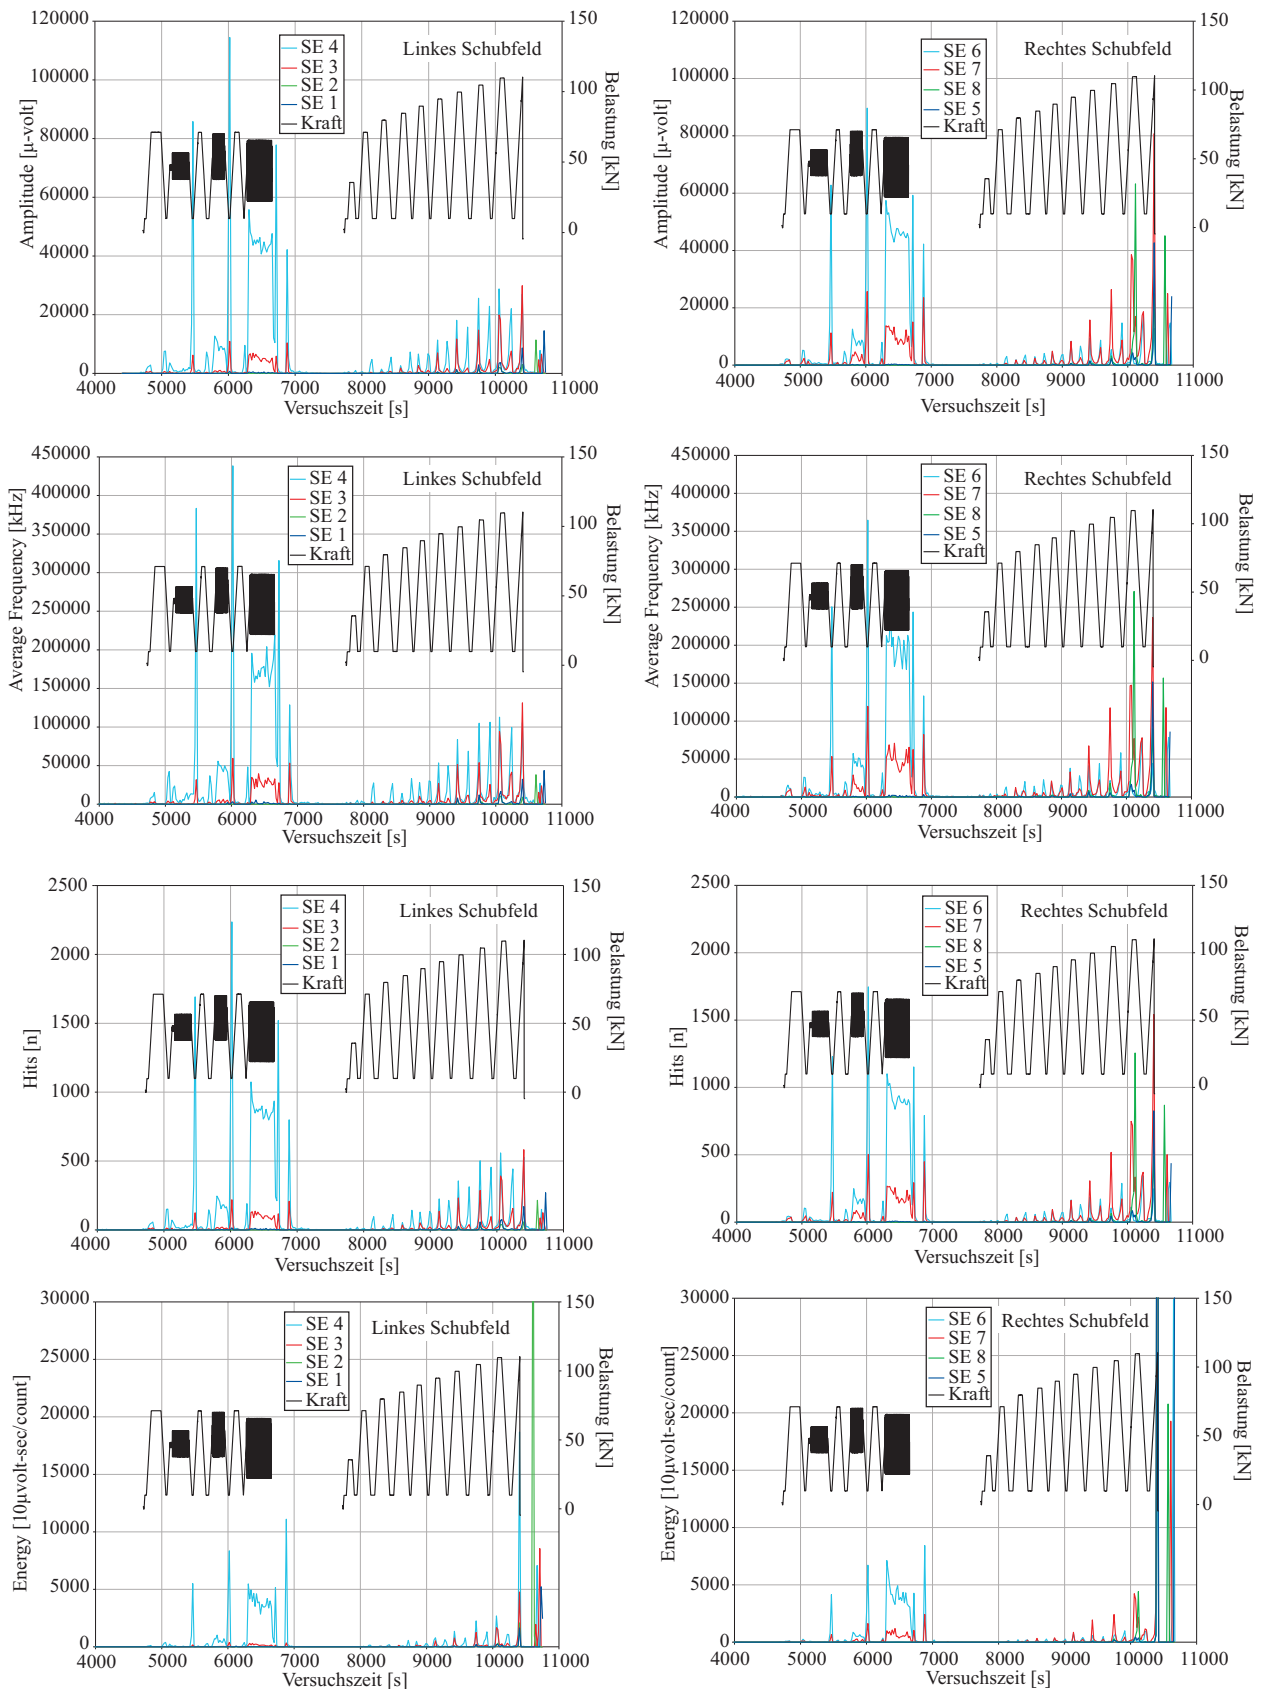 120000
100000
80000
60000
40000
20000
0
Amplitude [µ-volt]
SE 4
SE 3
SE 2
SE 1
Kraft
Linkes Schubfeld
150
100
50
0
Belastung [kN]
4000 5000 6000 7000 8000 9000 10000 11000
Versuchszeit [s]
120000
100000
80000
60000
40000
20000
0
Amplitude [µ-volt]
SE 6
SE 7
SE 8
SE 5
Kraft
Rechtes Schubfeld
150
100
50
0
Belastung [kN]
4000 5000 6000 7000 8000 9000 10000 11000
Versuchszeit [s]
450000
400000
350000
300000
250000
200000
150000
100000
50000
0
Average Frequency [kHz]
SE 4
SE 3
SE 2
SE 1
Kraft
Linkes Schubfeld
150
100
50
0
Belastung [kN]
4000 5000 6000 7000 8000 9000 10000 11000
Versuchszeit [s]
450000
400000
350000
300000
250000
200000
150000
100000
50000
0
Average Frequency [kHz]
SE 6
SE 7
SE 8
SE 5
Kraft
Rechtes Schubfeld
150
100
50
0
Belastung [kN]
4000 5000 6000 7000 8000 9000 10000 11000
Versuchszeit [s]
2500
2000
1500
1000
500
0
Hits [n]
SE 4
SE 3
SE 2
SE 1
Kraft
Linkes Schubfeld
150
100
50
0
Belastung [kN]
4000 5000 6000 7000 8000 9000 10000 11000
Versuchszeit [s]
2500
2000
1500
1000
500
0
Hits [n]
SE 6
SE 7
SE 8
SE 5
Kraft
Rechtes Schubfeld
150
100
50
0
Belastung [kN]
4000 5000 6000 7000 8000 9000 10000 11000
Versuchszeit [s]
30000
25000
20000
15000
10000
5000
0
Energy [10µvolt-sec/count]
SE 4
SE 3
SE 2
SE 1
Kraft
Linkes Schubfeld
150
100
50
0
Belastung [kN]
4000 5000 6000 7000 8000 9000 10000 11000
Versuchszeit [s]
30000
25000
20000
15000
10000
5000
0
Energy [10µvolt-sec/count]
SE 6
SE 7
SE 8
SE 5
Kraft
Rechtes Schubfeld
150
100
50
0
Belastung [kN]
4000 5000 6000 7000 8000 9000 10000 11000
Versuchszeit [s]